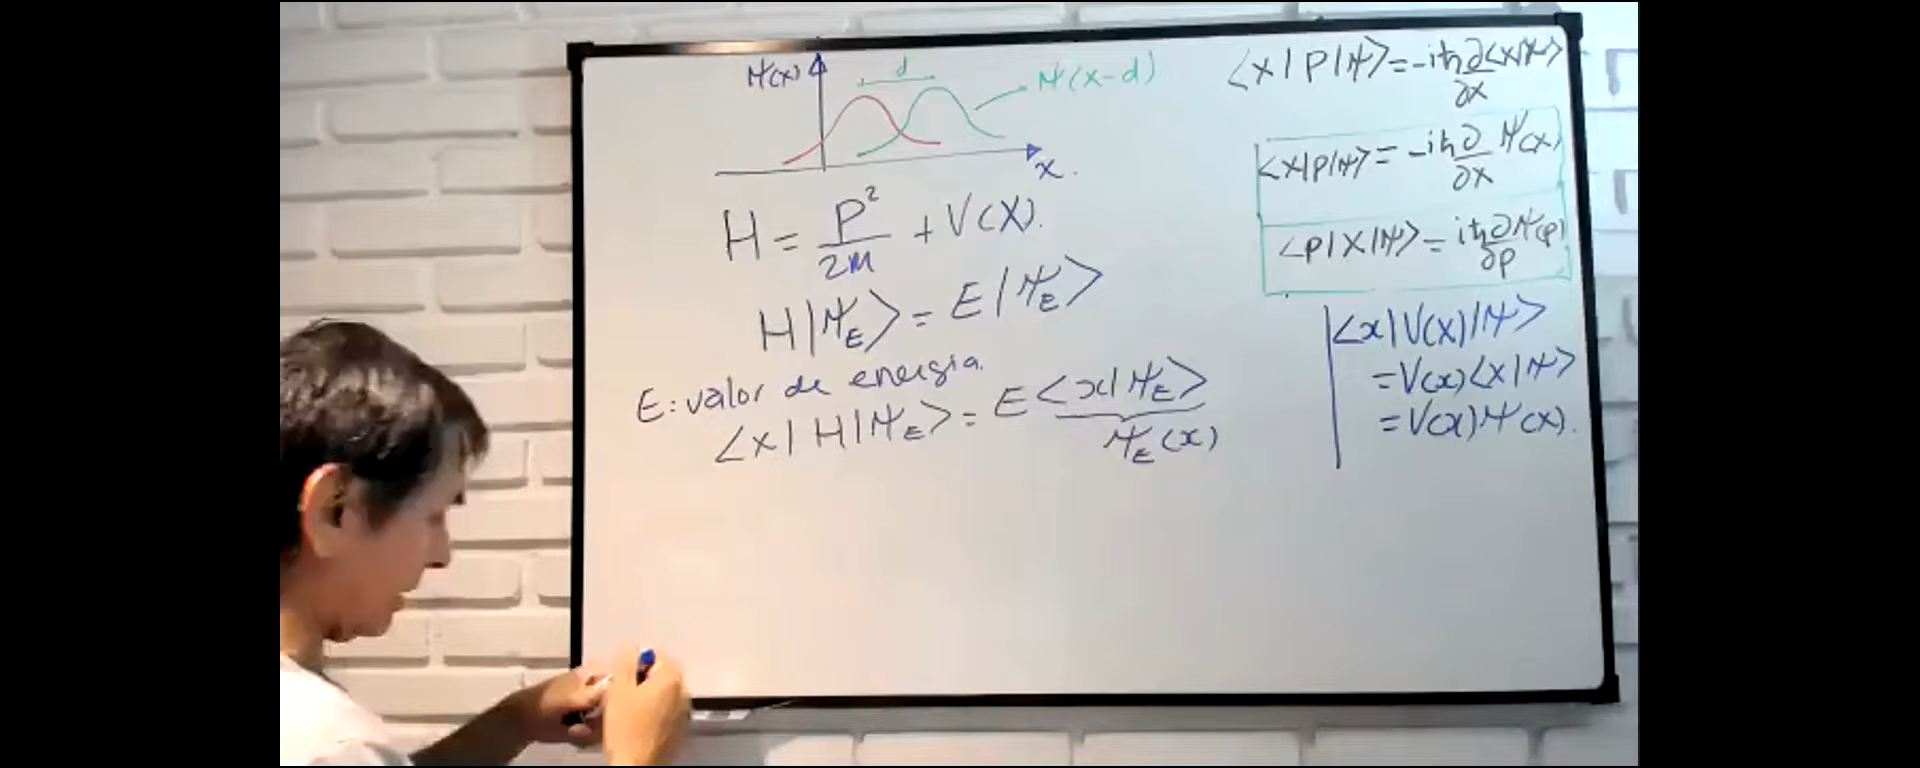 ψ(x)
d
ψ(x-d)
x.
H = P²/2m + V(X).
H|ψ_E> = E|ψ_E>
E: valor de energía.
<x|H|ψ_E> = E<x|ψ_E>
ψ_E(x)
<x|P|ψ> = -iħ ∂/∂x <x|ψ>
<x|P|ψ> = -iħ ∂/∂x ψ(x)
<p|X|ψ> = iħ ∂ψ(p)/∂p
<x|V(X)|ψ>
= V(x)<x|ψ>
= V(x)ψ(x).